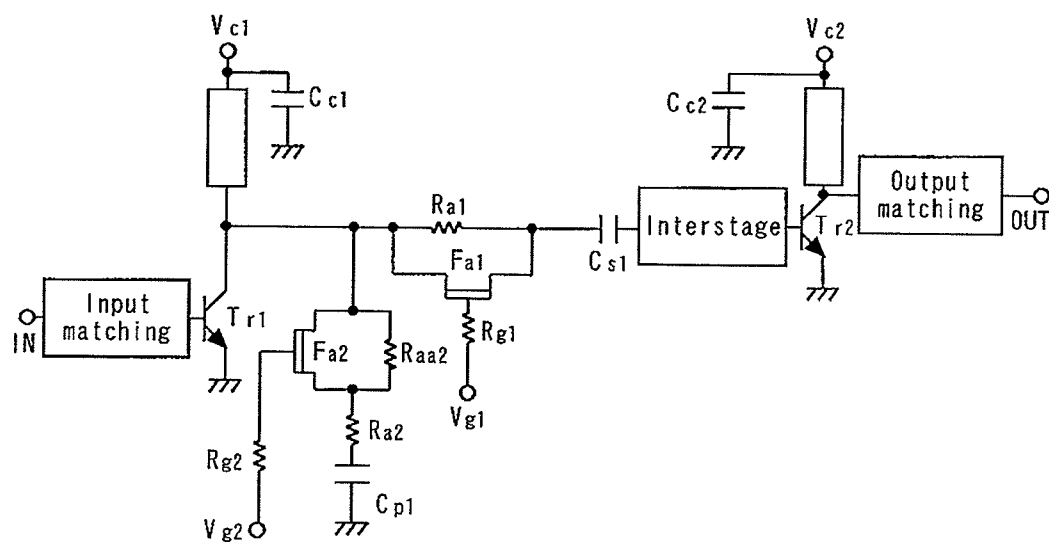 Vc1
Cc1
Vc2
Cc2
Ra1
Fa1
Rg1
Vg1
Cs1
Interstage
Tr2
Output
matching
OUT
Input
matching
IN
Tr1
Fa2
Raa2
Ra2
Rg2
Cp1
Vg2